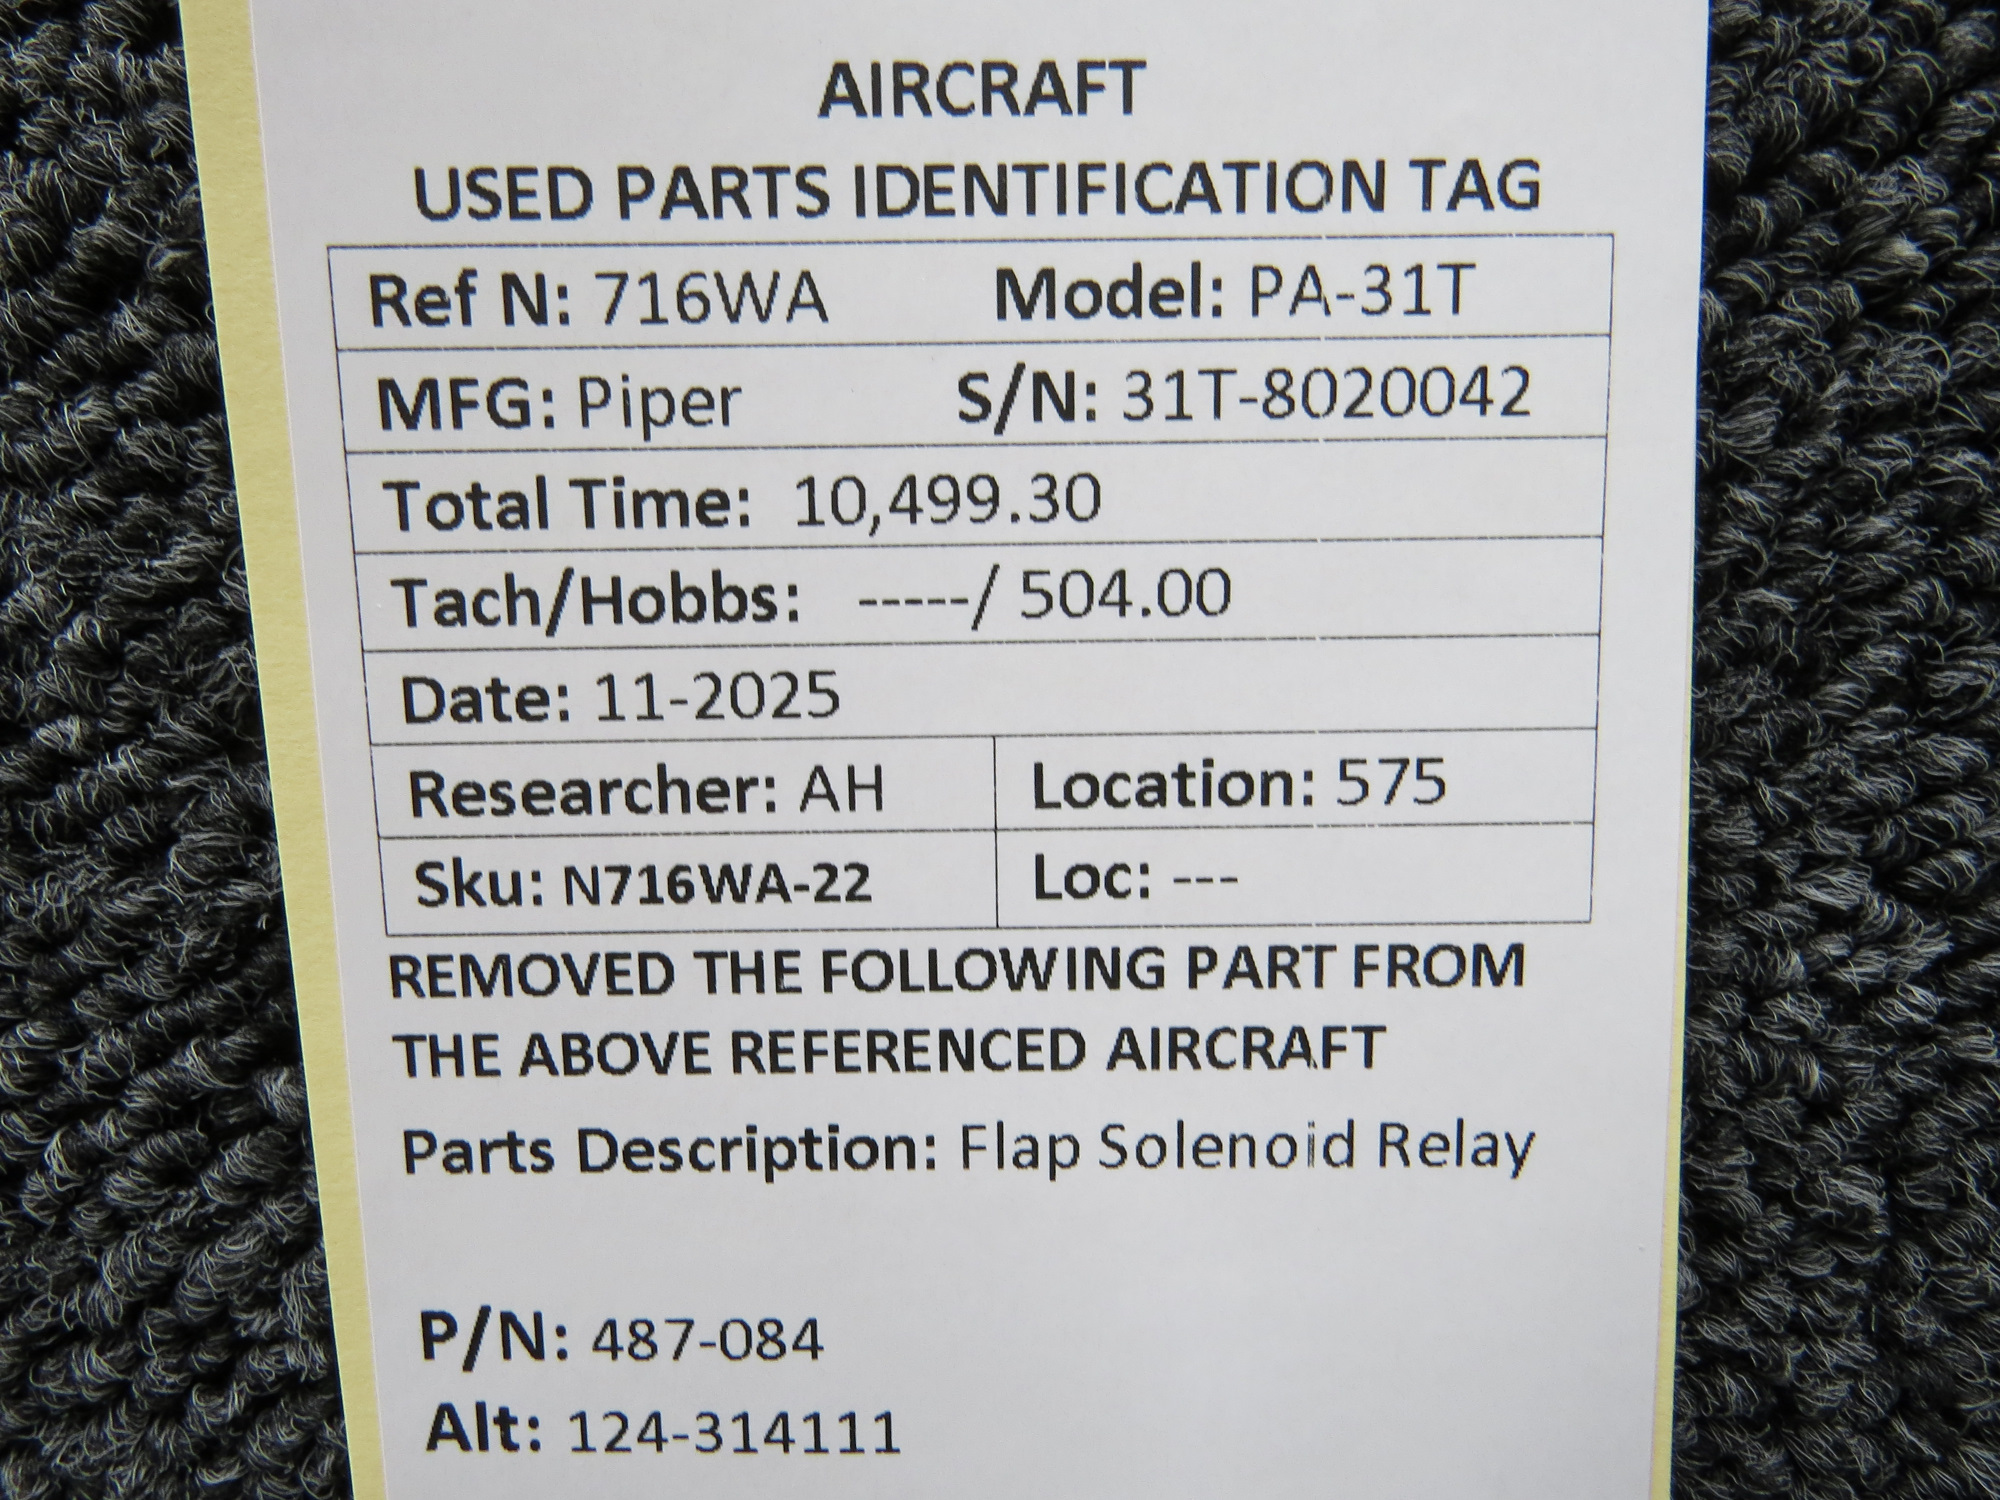 AIRCRAFT
USED PARTS IDENTIFICATION TAG
Ref N: 716WA Model: PA-31T
MFG: Piper S/N: 31T-8020042
Total Time: 10,499.30
Tach/Hobbs: -----/ 504.00
Date: 11-2025
Researcher: AH Location: 575
Sku: N716WA-22 Loc: ---
REMOVED THE FOLLOWING PART FROM
THE ABOVE REFERENCED AIRCRAFT
Parts Description: Flap Solenoid Relay
P/N: 487-084
Alt: 124-314111